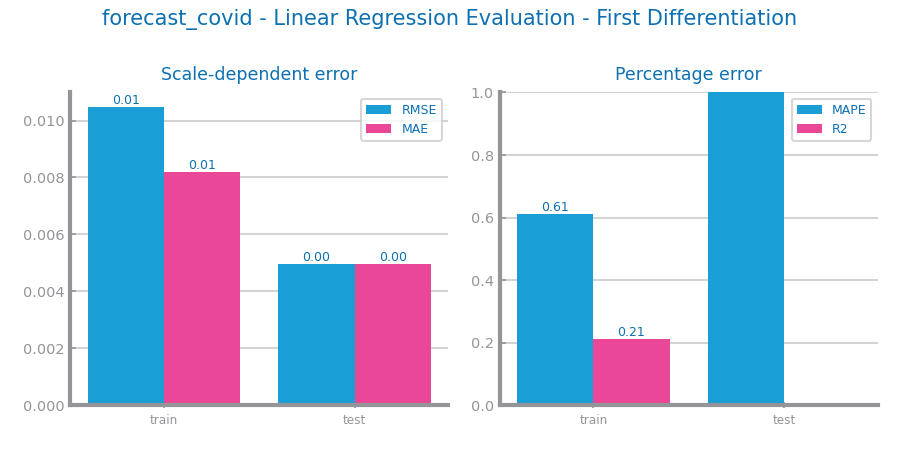 forecast_covid - Linear Regression Evaluation - First Differentiation
Scale-dependent error
0.010
0.008
0.006
0.004
0.002
0.000
0.01
0.01
0.00
0.00
RMSE
MAE
train
test
Percentage error
1.0
0.8
0.6
0.4
0.2
0.0
0.61
0.21
MAPE
R2
train
test